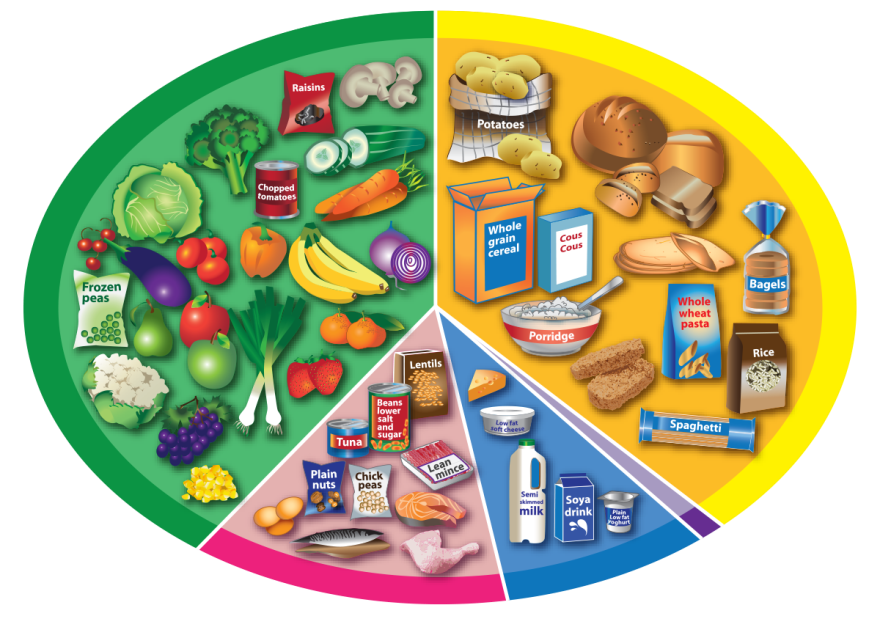 Raisins
Chopped
tomatoes
Frozen
peas
Potatoes
Whole
grain
cereal
Cous
Cous
Bagels
Porridge
Whole
wheat
pasta
Rice
Spaghetti
Lentils
Beans
lower
salt
and
sugar
Tuna
Lean
mince
Plain
nuts
Chick
peas
Low fat
soft cheese
Semi
skimmed
milk
Soya
drink
Plain
Low fat
Yoghurt